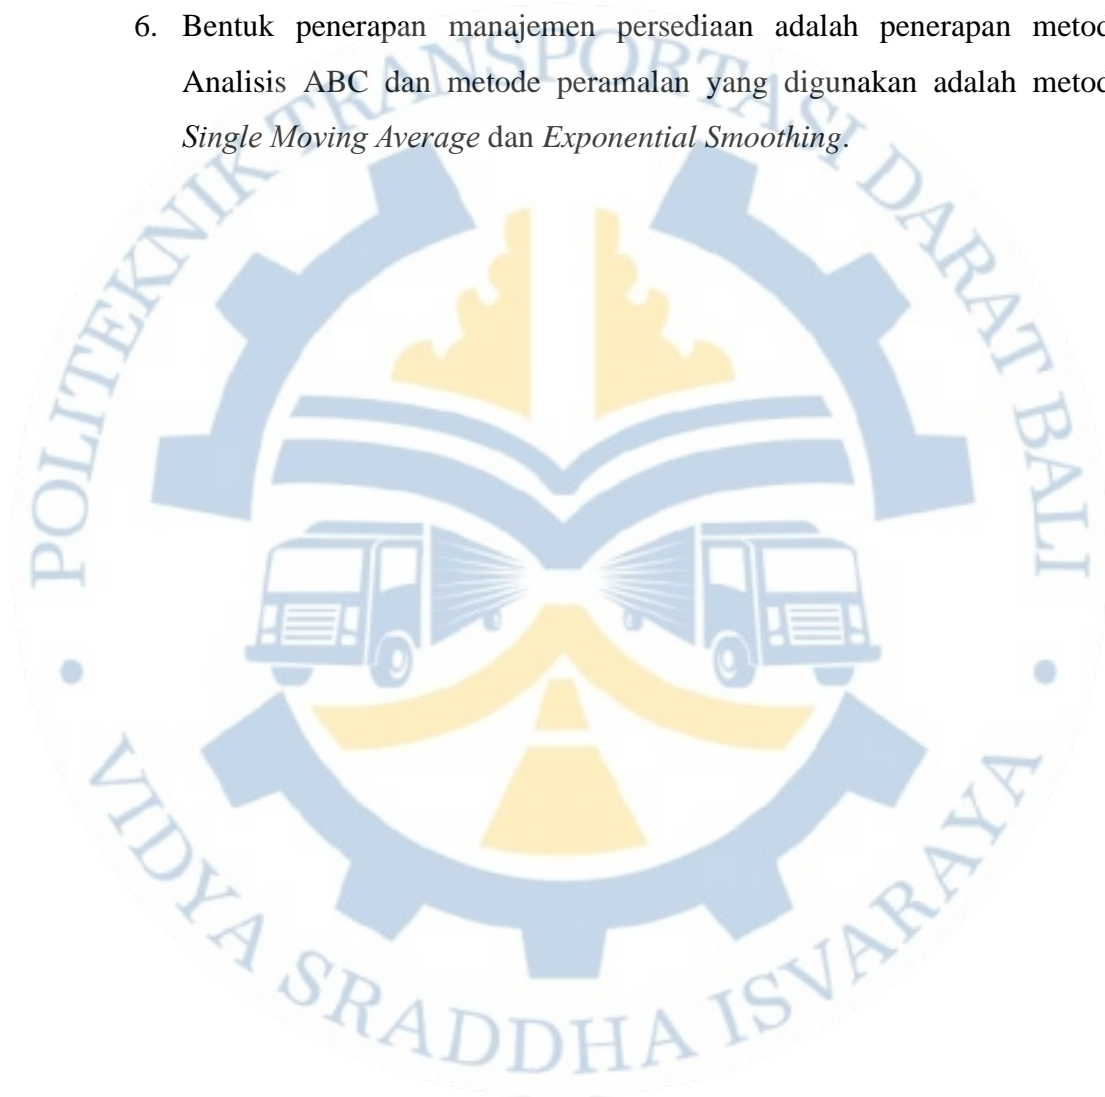 6. Bentuk penerapan manajemen persediaan adalah penerapan metod
Analisis ABC dan metode peramalan yang digunakan adalah metod
Single Moving Average dan Exponential Smoothing.
POLITEKNIK TRANSPORTASI DARAT BALI
• VIDYA SRADDHA ISVARAYA •